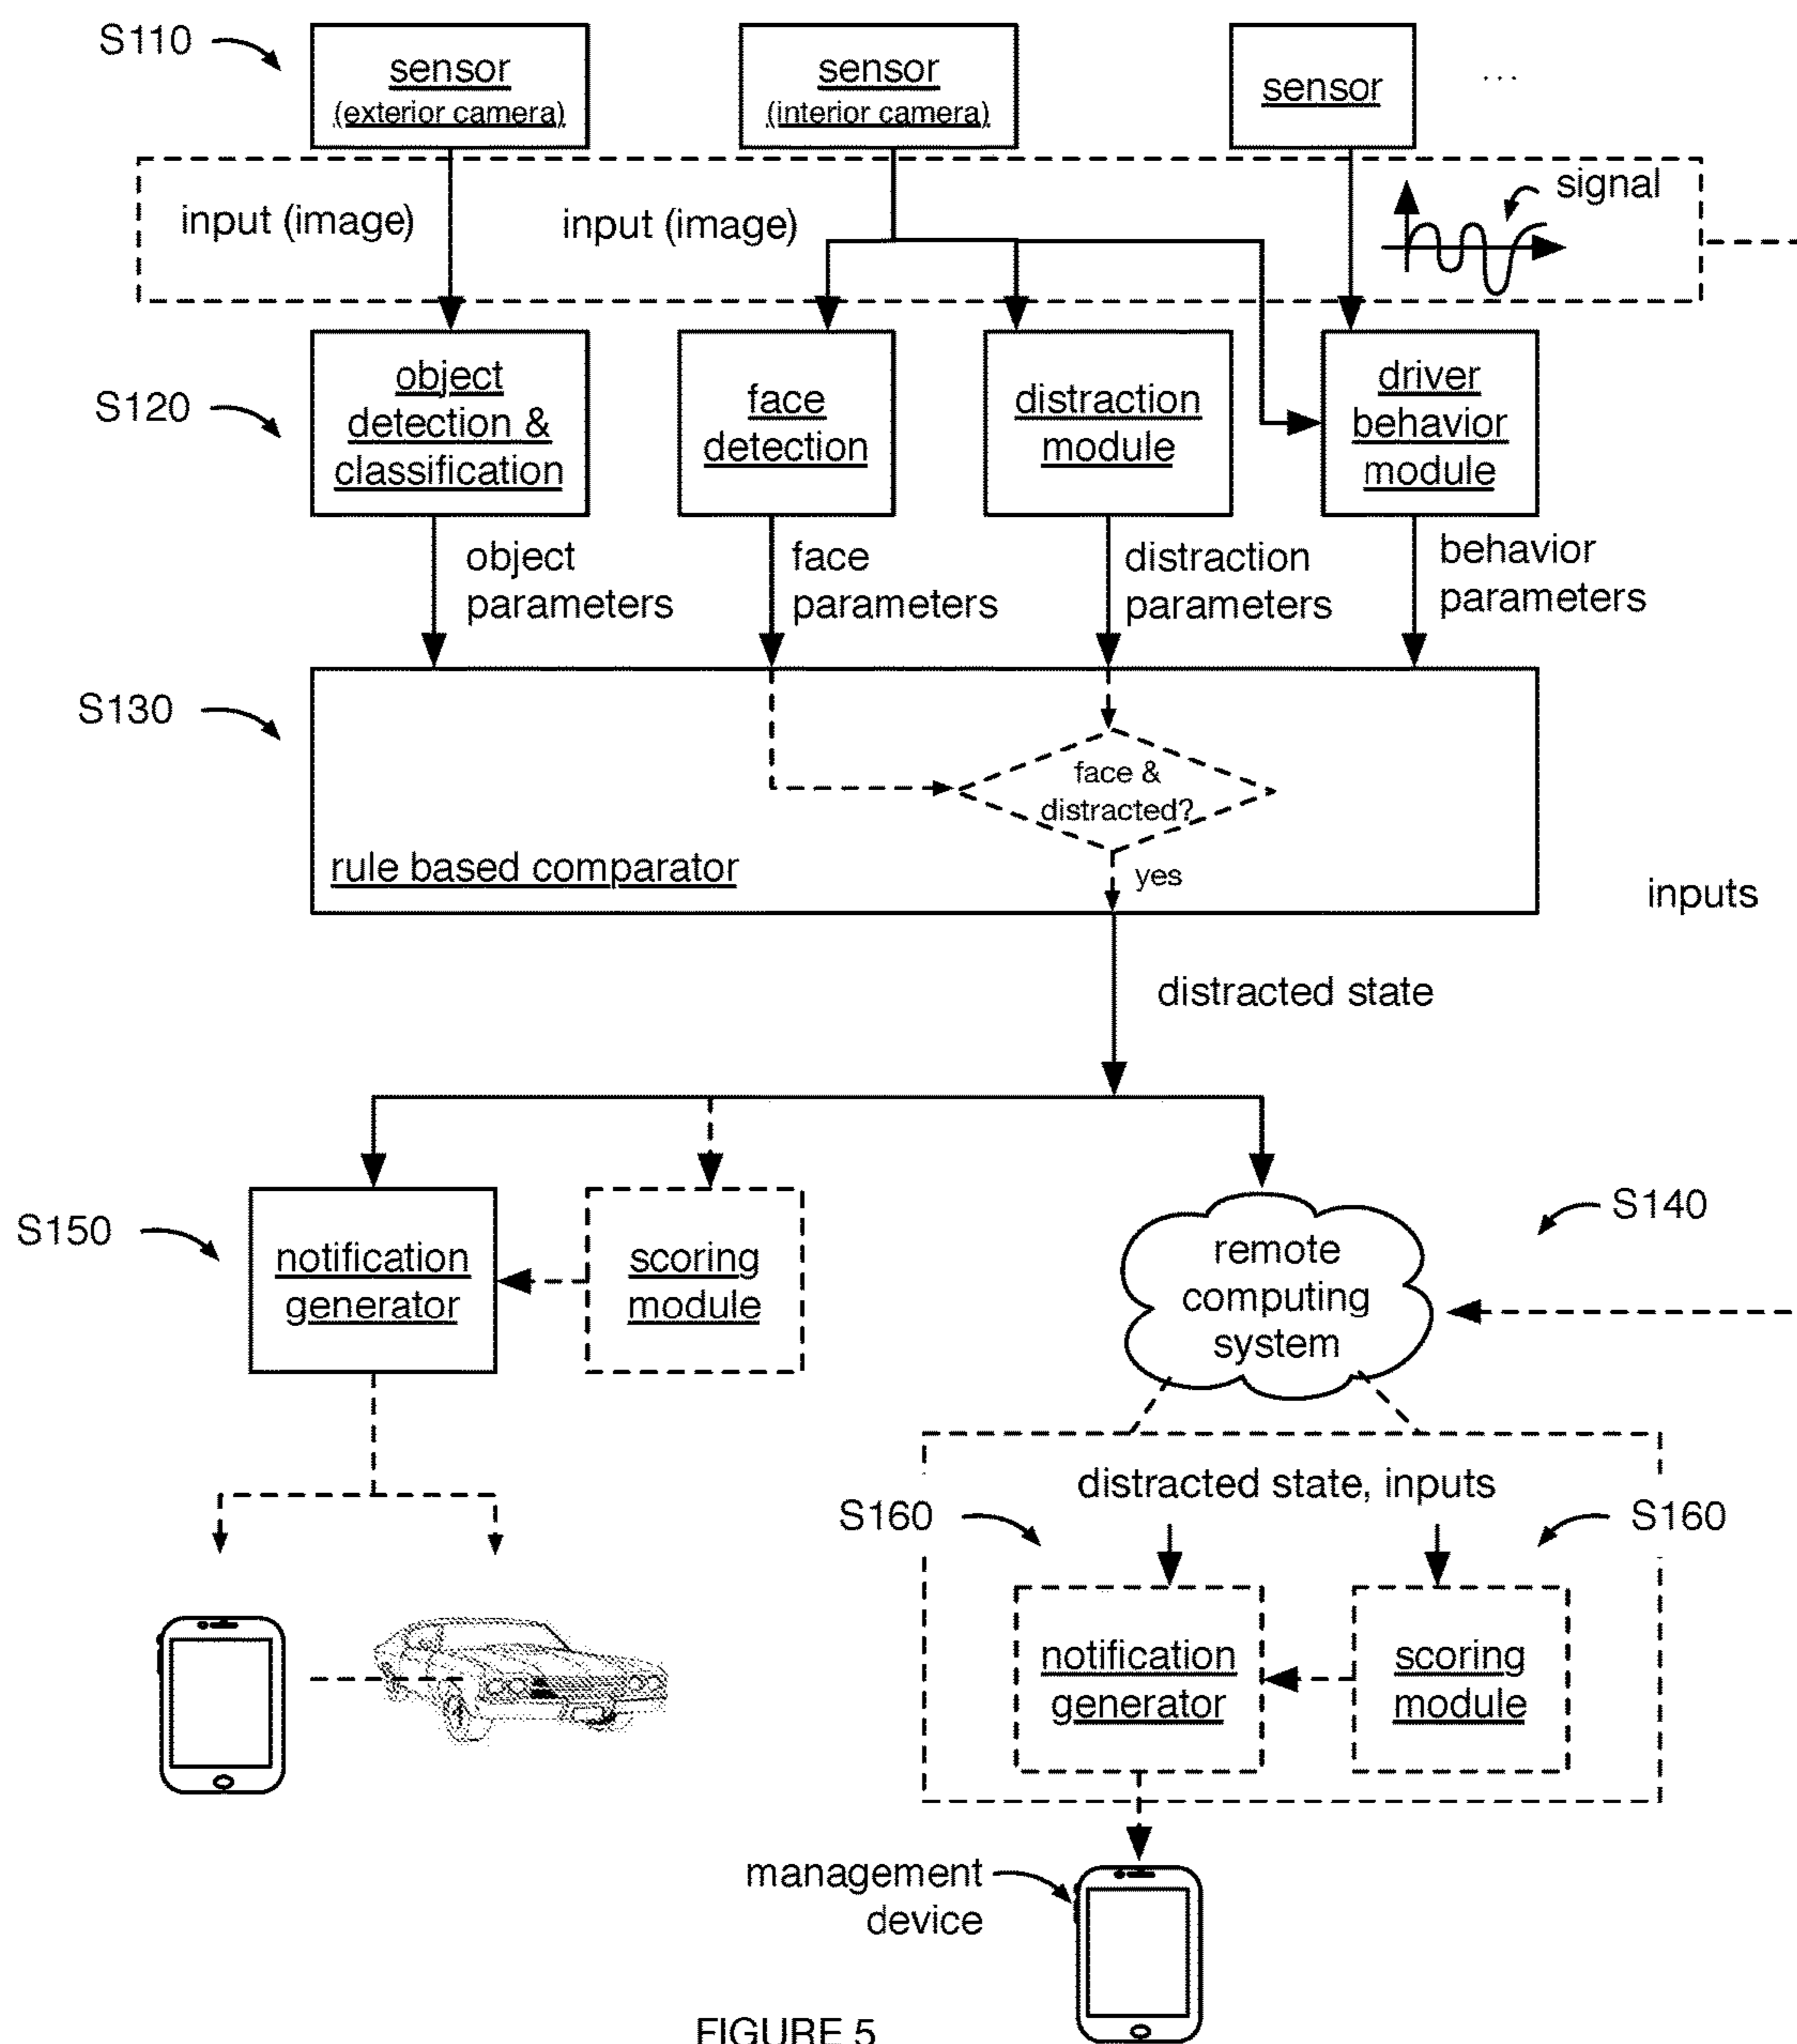 S110
sensor
(exterior camera)
sensor
(interior camera)
sensor
...
input (image)
input (image)
signal
S120
object
detection &
classification
face
detection
distraction
module
driver
behavior
module
object
parameters
face
parameters
distraction
parameters
behavior
parameters
S130
face &
distracted?
yes
rule based comparator
inputs
distracted state
S150
notification
generator
scoring
module
S140
remote
computing
system
distracted state, inputs
S160
S160
notification
generator
scoring
module
management
device
FIGURE 5